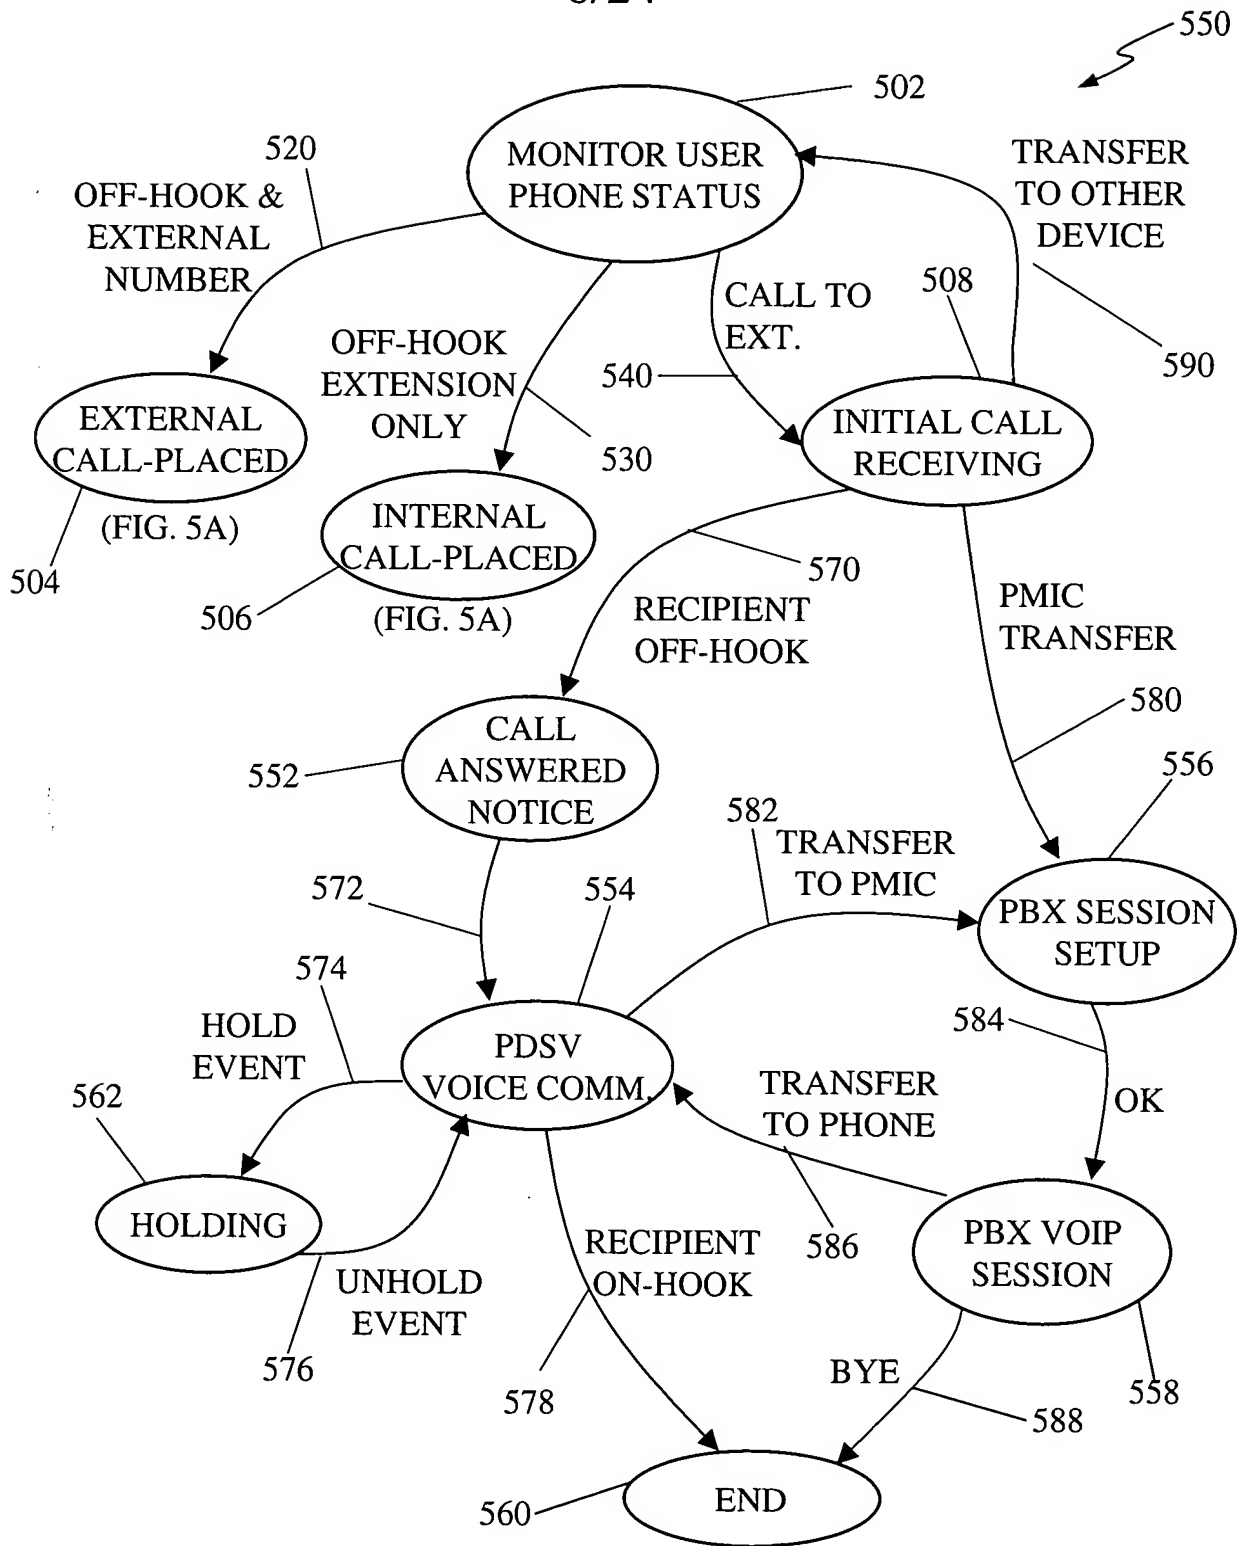 550
502
MONITOR USER
PHONE STATUS
520
OFF-HOOK &
EXTERNAL
NUMBER
TRANSFER
TO OTHER
DEVICE
590
CALL TO
EXT.
540
508
OFF-HOOK
EXTENSION
ONLY
530
EXTERNAL
CALL-PLACED
(FIG. 5A)
504
INITIAL CALL
RECEIVING
INTERNAL
CALL-PLACED
(FIG. 5A)
506
570
RECIPIENT
OFF-HOOK
PMIC
TRANSFER
580
CALL
ANSWERED
NOTICE
552
556
582
TRANSFER
TO PMIC
572
554
PBX SESSION
SETUP
574
HOLD
EVENT
PDSV
VOICE COMM.
584
OK
562
TRANSFER
TO PHONE
586
HOLDING
UNHOLD
EVENT
576
RECIPIENT
ON-HOOK
578
PBX VOIP
SESSION
558
BYE
588
END
560